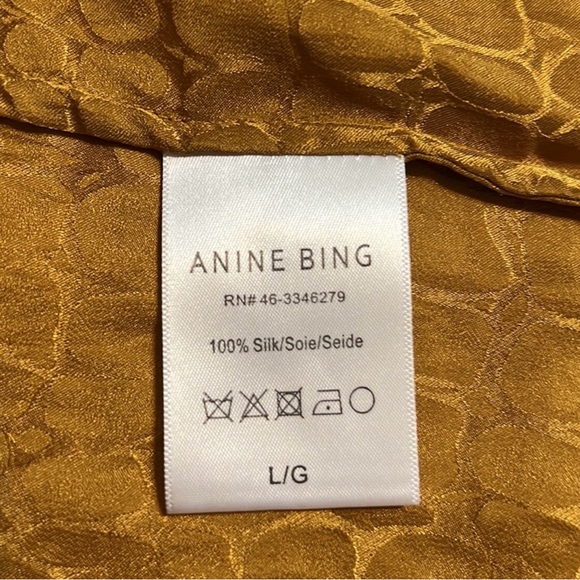 ANINE BING
RN# 46-3346279
100% Silk/Soie/Seide
L/G